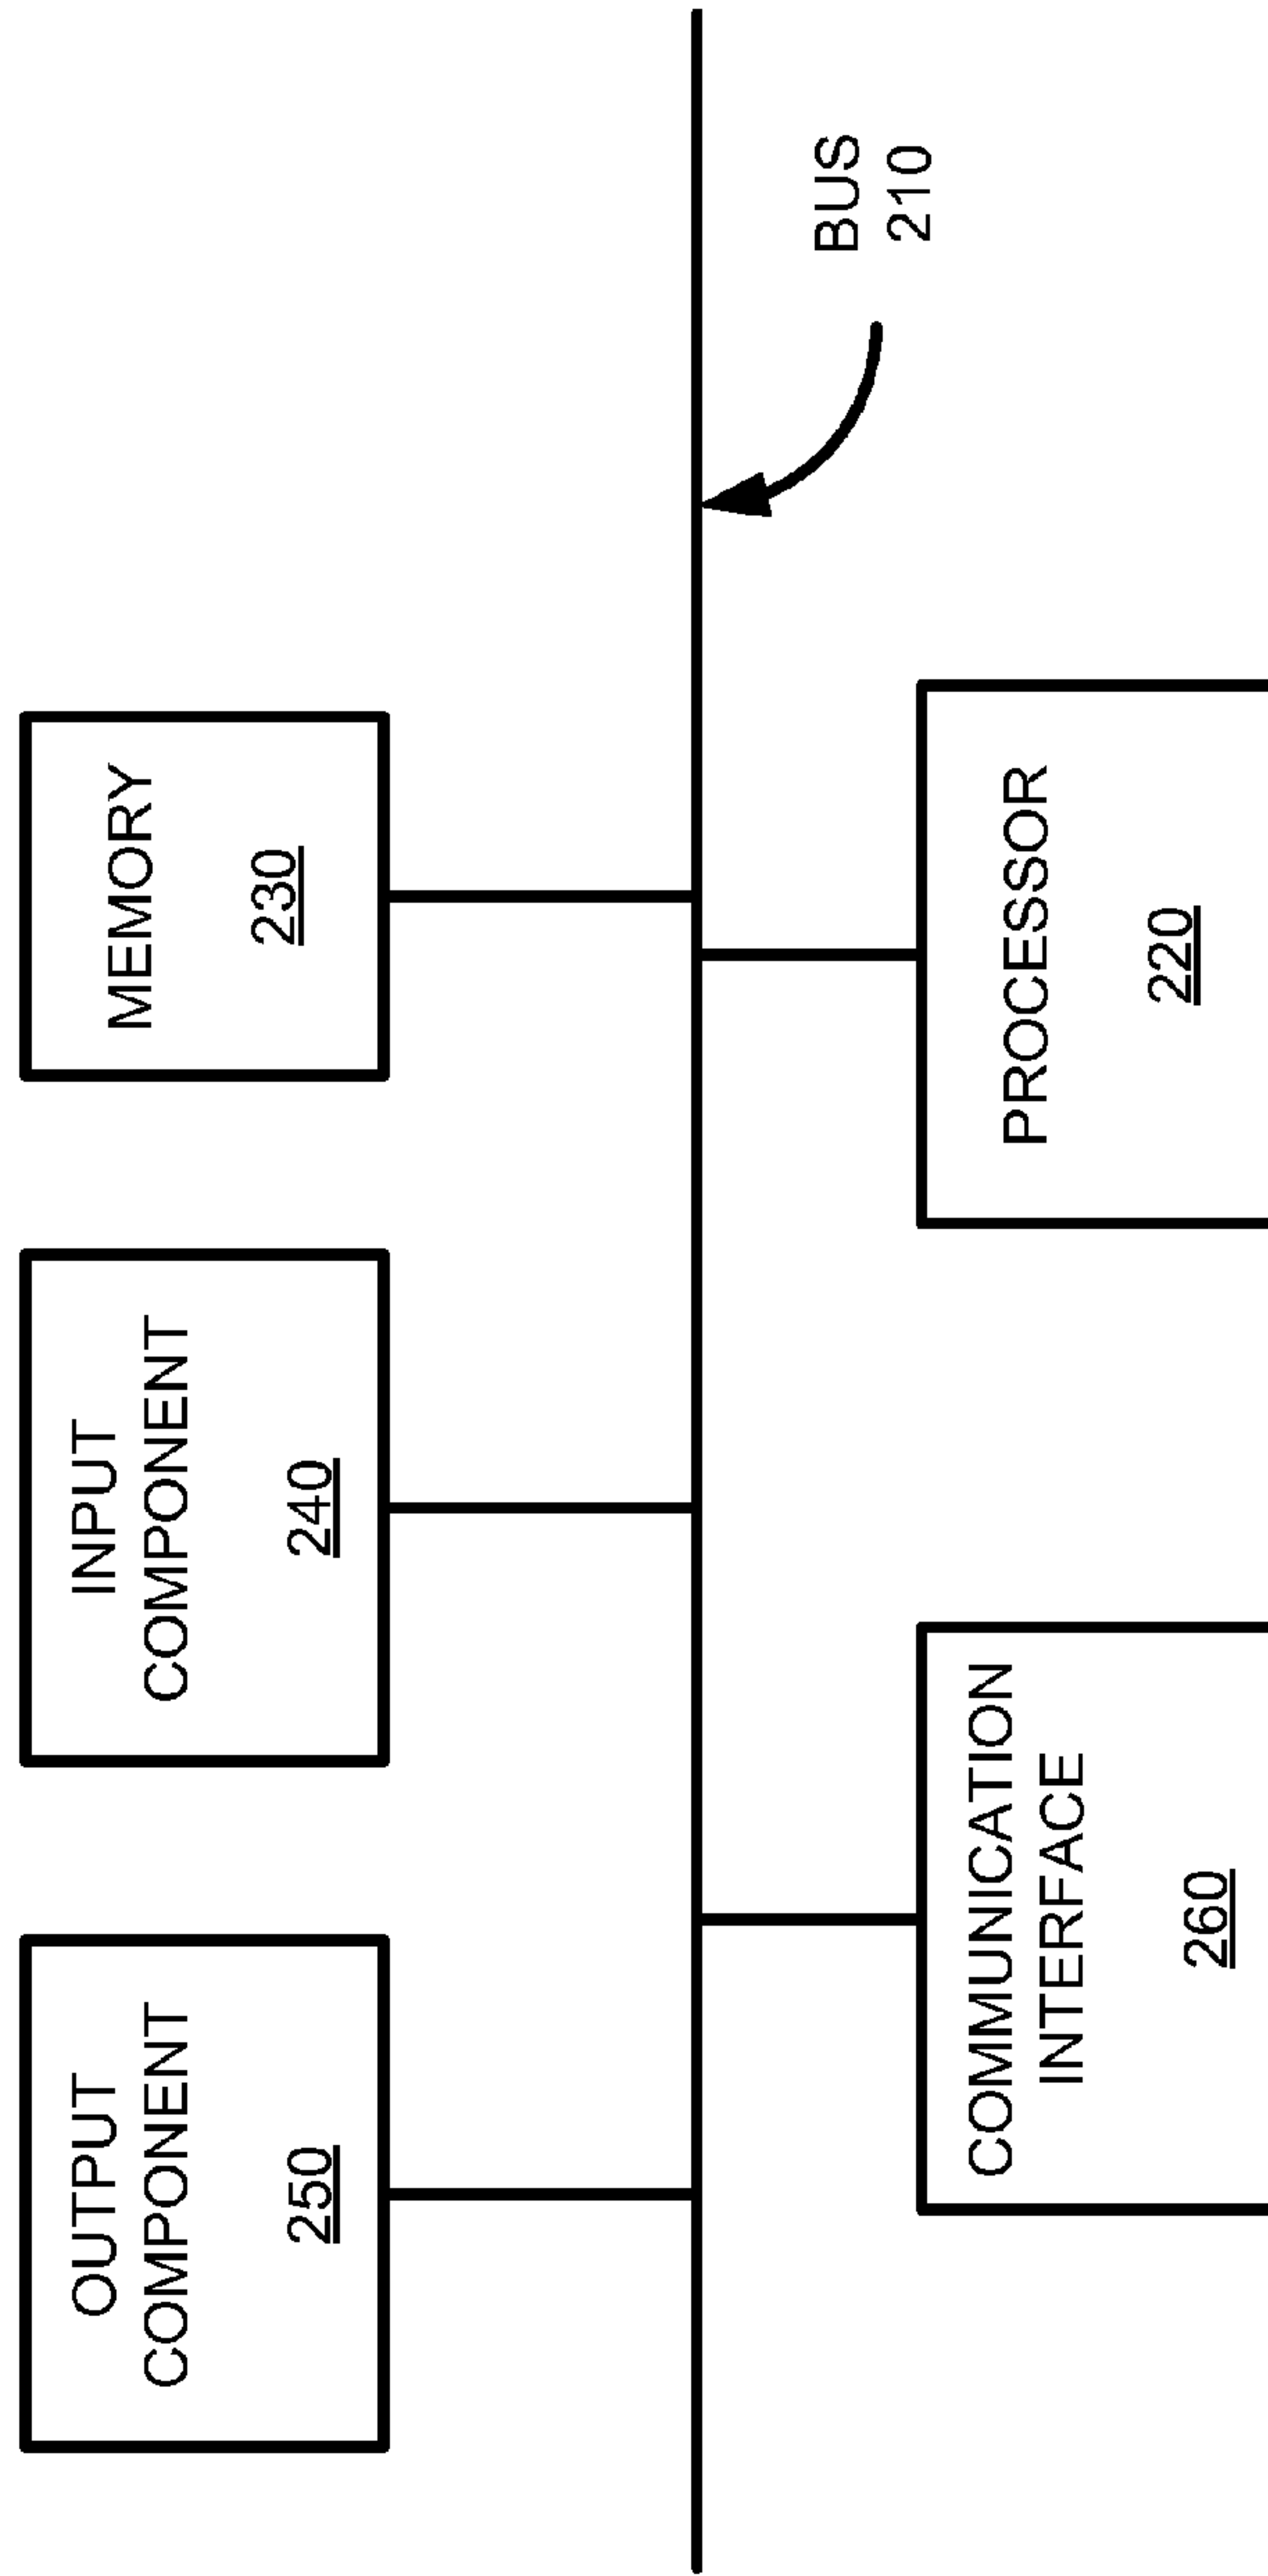 OUTPUT
COMPONENT
250
INPUT
COMPONENT
240
MEMORY
230
BUS
210
COMMUNICATION
INTERFACE
260
PROCESSOR
220